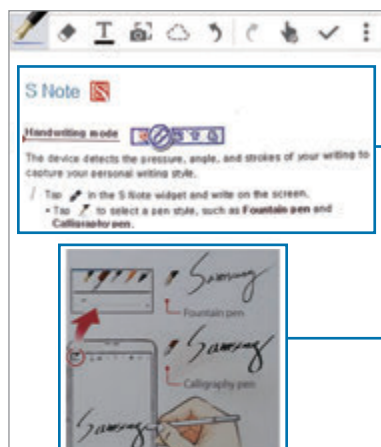 S Note
Handwriting mode
The device detects the pressure, angle, and strokes of your writing to
capture your personal writing style.
Tap in the S Note widget and write on the screen.
• Tap to select a pen style, such as Fountain pen and
Calligraphy pen.
Samsung
Fountain pen
Samsung
Calligraphy pen
Samsung